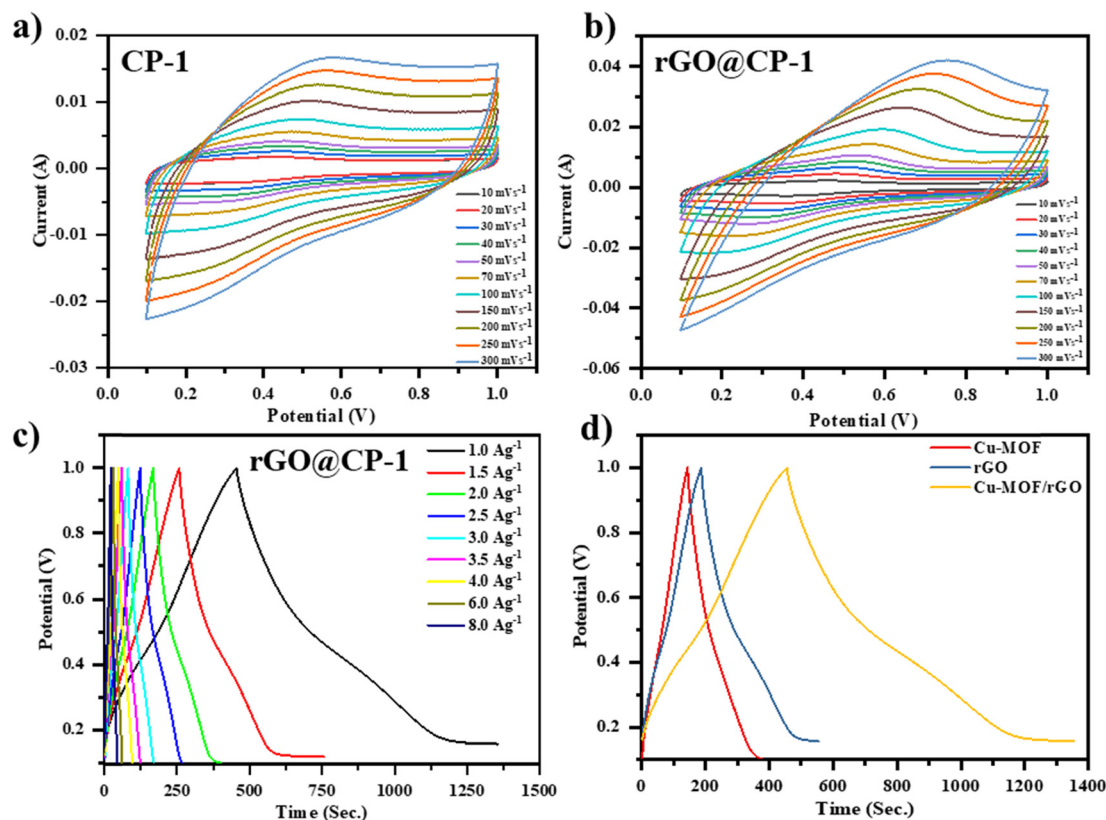 a)
CP-1
0.02
0.01
0.00
-0.01
-0.02
-0.03
Current (A)
10 mVs-1
20 mVs-1
30 mVs-1
40 mVs-1
50 mVs-1
70 mVs-1
100 mVs-1
150 mVs-1
200 mVs-1
250 mVs-1
300 mVs-1
0.0 0.2 0.4 0.6 0.8 1.0
Potential (V)
b)
rGO@CP-1
0.04
0.02
0.00
-0.02
-0.04
-0.06
Current (A)
10 mVs-1
20 mVs-1
30 mVs-1
40 mVs-1
50 mVs-1
70 mVs-1
100 mVs-1
150 mVs-1
200 mVs-1
250 mVs-1
300 mVs-1
0.0 0.2 0.4 0.6 0.8 1.0
Potential (V)
c)
rGO@CP-1
1.0
0.8
0.6
0.4
0.2
Potential (V)
1.0 Ag-1
1.5 Ag-1
2.0 Ag-1
2.5 Ag-1
3.0 Ag-1
3.5 Ag-1
4.0 Ag-1
6.0 Ag-1
8.0 Ag-1
0 250 500 750 1000 1250 1500
Time (Sec.)
d)
1.0
0.8
0.6
0.4
0.2
Potential (V)
Cu-MOF
rGO
Cu-MOF/rGO
0 200 400 600 800 1000 1200 1400
Time (Sec.)